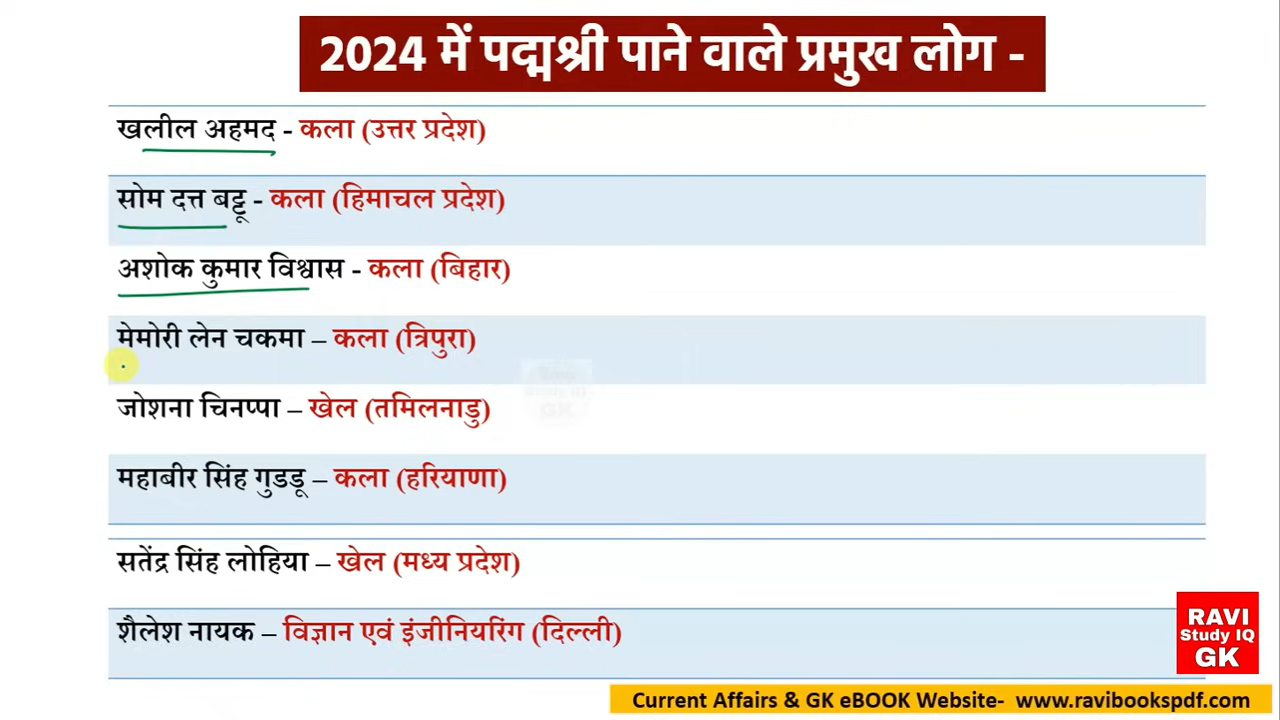 2024 में पद्मश्री पाने वाले प्रमुख लोग -
खलील अहमद - कला (उत्तर प्रदेश)
सोम दत्त बट्टू - कला (हिमाचल प्रदेश)
अशोक कुमार विश्वास - कला (बिहार)
मेमोरी लेन चकमा – कला (त्रिपुरा)
जोशना चिनप्पा – खेल (तमिलनाडु)
महाबीर सिंह गुडडू – कला (हरियाणा)
सतेंद्र सिंह लोहिया – खेल (मध्य प्रदेश)
शैलेश नायक – विज्ञान एवं इंजीनियरिंग (दिल्ली)
RAVI
Study IQ
GK
Current Affairs & GK eBOOK Website- www.ravibookspdf.com